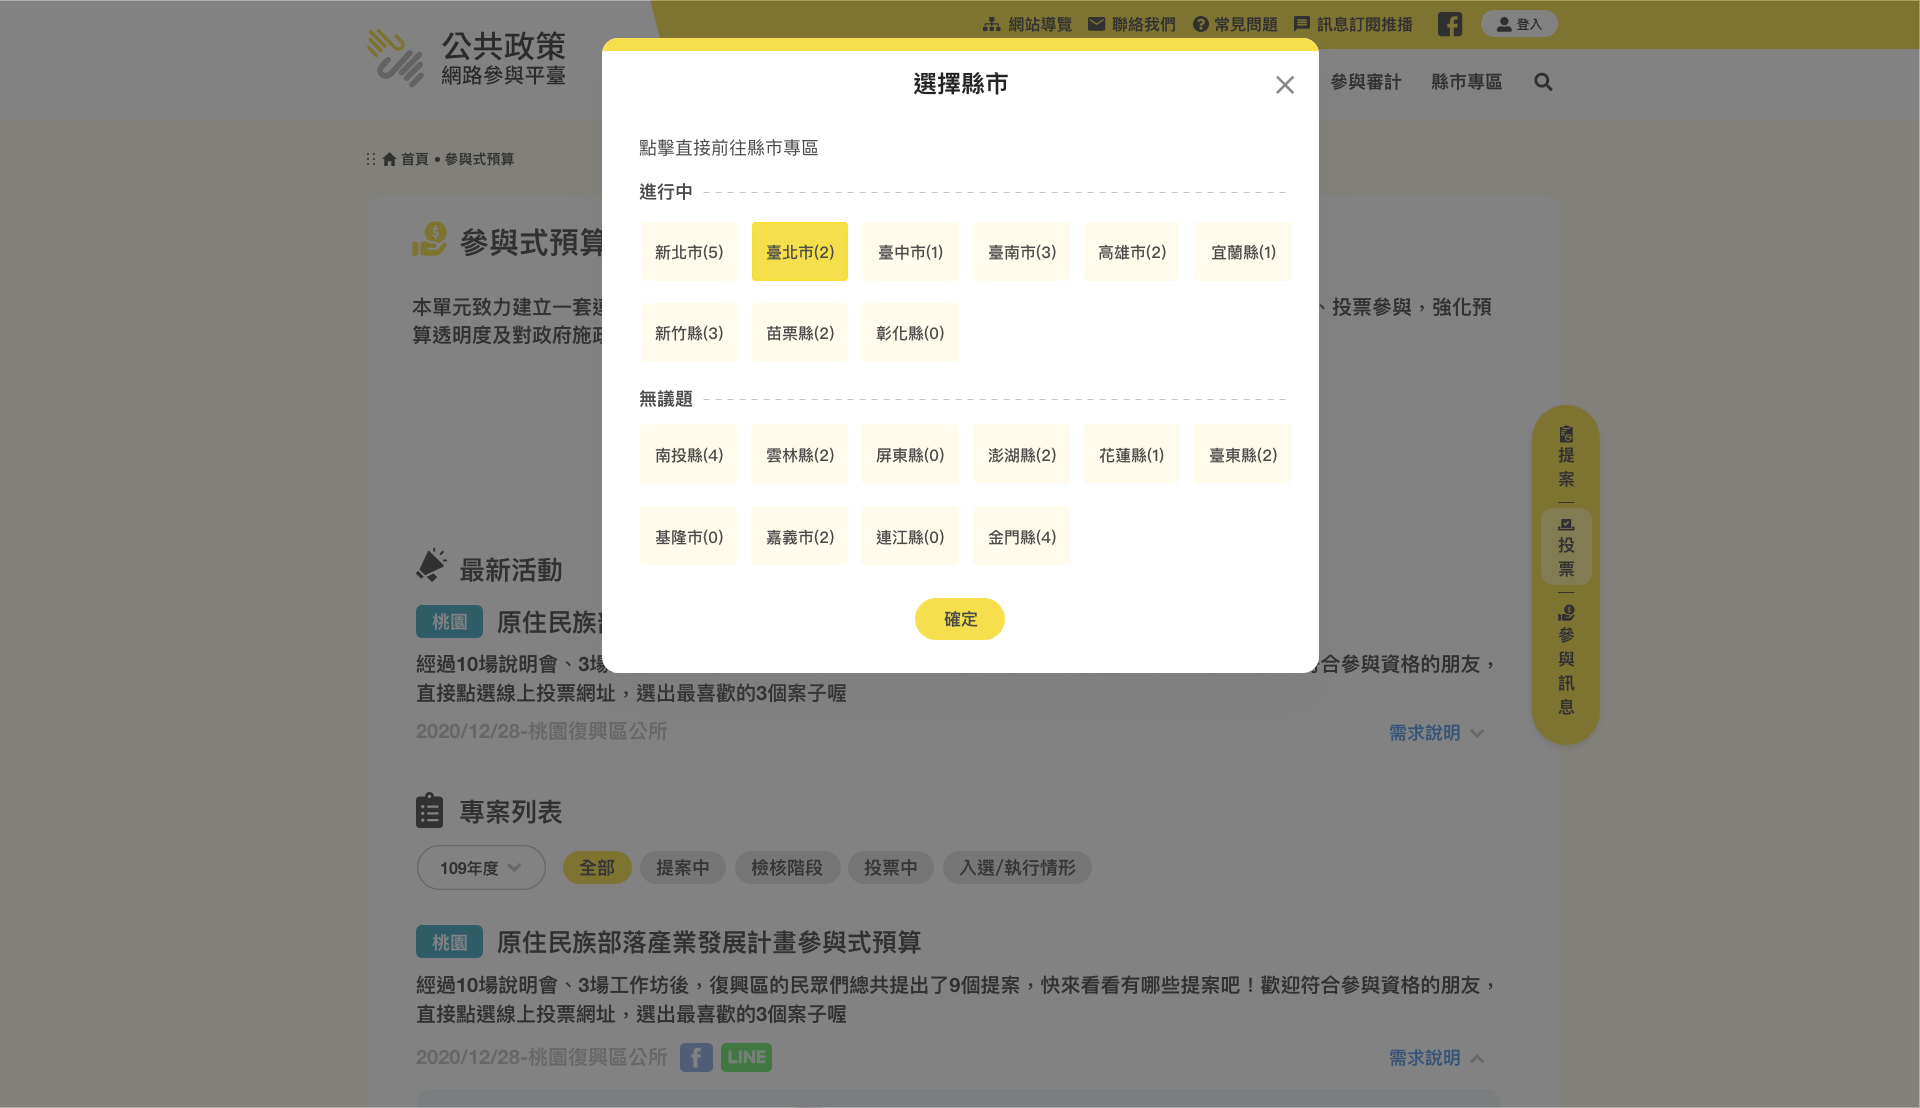 公共政策
網路參與平臺
網站導覽 聯絡我們 常見問題 訊息訂閱推播 登入
參與審計 縣市專區
首頁 • 參與式預算
參與式預算
本單元致力建立一套
、投票參與，強化預
算透明度及對政府施政
選擇縣市
點擊直接前往縣市專區
進行中
新北市(5) 臺北市(2) 臺中市(1) 臺南市(3) 高雄市(2) 宜蘭縣(1)
新竹縣(3) 苗栗縣(2) 彰化縣(0)
無議題
南投縣(4) 雲林縣(2) 屏東縣(0) 澎湖縣(2) 花蓮縣(1) 臺東縣(2)
基隆市(0) 嘉義市(2) 連江縣(0) 金門縣(4)
確定
提案
投票
參與訊息
最新活動
桃園 原住民族
經過10場說明會、3場
符合參與資格的朋友，
直接點選線上投票網址，選出最喜歡的3個案子喔
2020/12/28-桃園復興區公所
需求說明
專案列表
109年度 全部 提案中 檢核階段 投票中 入選/執行情形
桃園 原住民族部落產業發展計畫參與式預算
經過10場說明會、3場工作坊後，復興區的民眾們總共提出了9個提案，快來看看有哪些提案吧！歡迎符合參與資格的朋友，
直接點選線上投票網址，選出最喜歡的3個案子喔
2020/12/28-桃園復興區公所 f LINE
需求說明